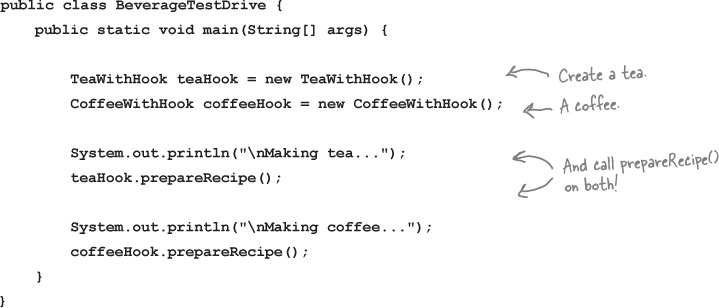 public class BeverageTestDrive {
public static void main(String[] args) {
TeaWithHook teaHook = new TeaWithHook();
Create a tea.
CoffeeWithHook coffeeHook = new CoffeeWithHook();
A coffee.
System.out.println("\nMaking tea...");
teaHook.prepareRecipe();
And call prepareRecipe()
on both!
System.out.println("\nMaking coffee...");
coffeeHook.prepareRecipe();
}
}